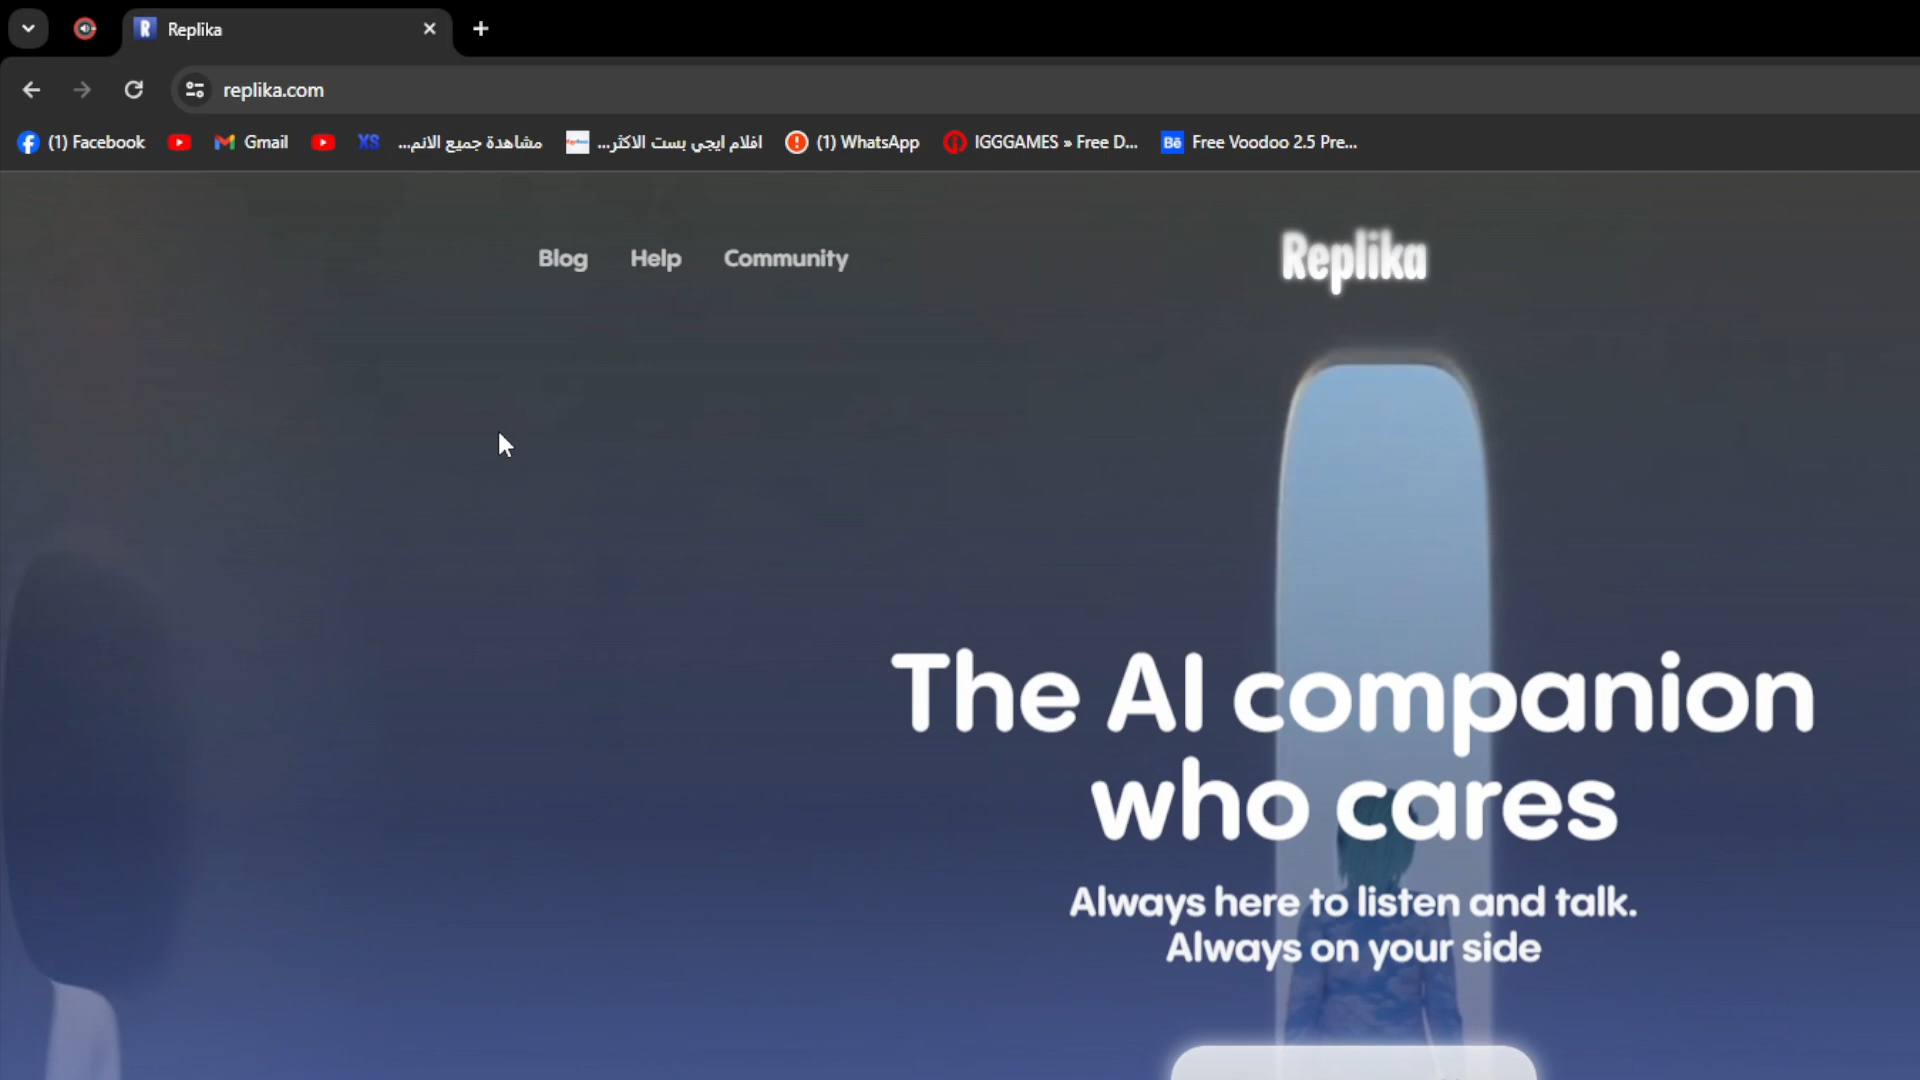 Replika
replika.com
(1) Facebook
Gmail
XS
مشاهدة جميع الانم...
افلام ايجي بست الاكثر...
(1) WhatsApp
IGGGAMES » Free D...
Bē Free Voodoo 2.5 Pre...
Blog Help Community
Replika
The AI companion
who cares
Always here to listen and talk.
Always on your side